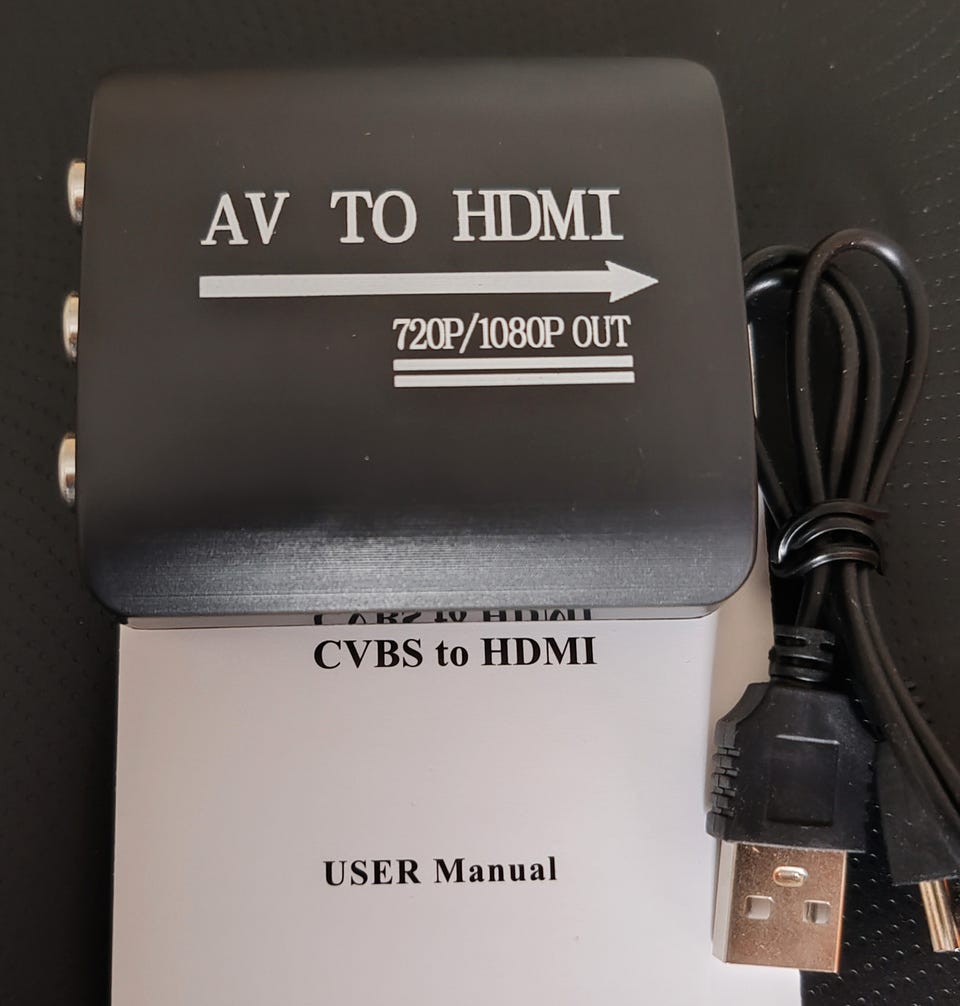 AV TO HDMI
720P/1080P OUT
CVBS to HDMI
USER Manual